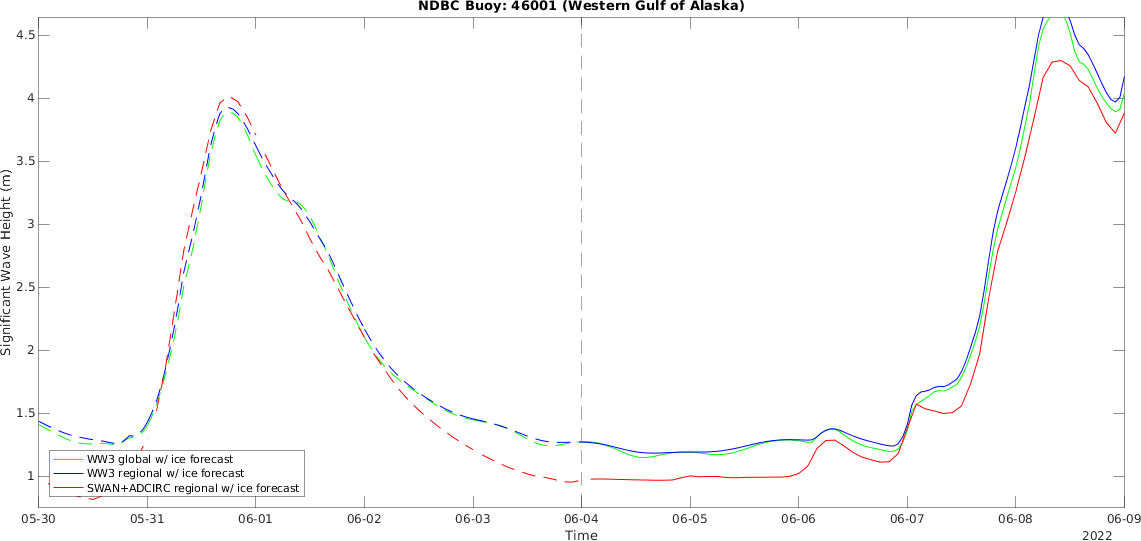 NDBC Buoy: 46001 (Western Gulf of Alaska)
4.5
4
3.5
3
2.5
2
1.5
1
Significant Wave Height (m)
WW3 global w/ ice forecast
WW3 regional w/ ice forecast
SWAN+ADCIRC regional w/ ice forecast
05-30 05-31 06-01 06-02 06-03 06-04 06-05 06-06 06-07 06-08 06-09
Time
2022